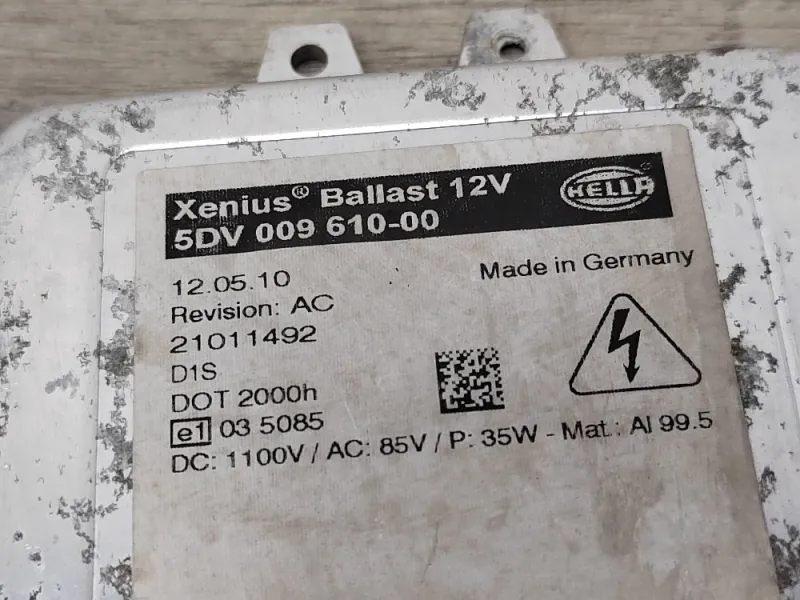 Xenius® Ballast 12V
5DV 009 610-00
HELLA
12.05.10
Made in Germany
Revision: AC
21011492
D1S
DOT 2000h
e1 03 5085
DC: 1100V / AC: 85V / P: 35W - Mat.: Al 99.5